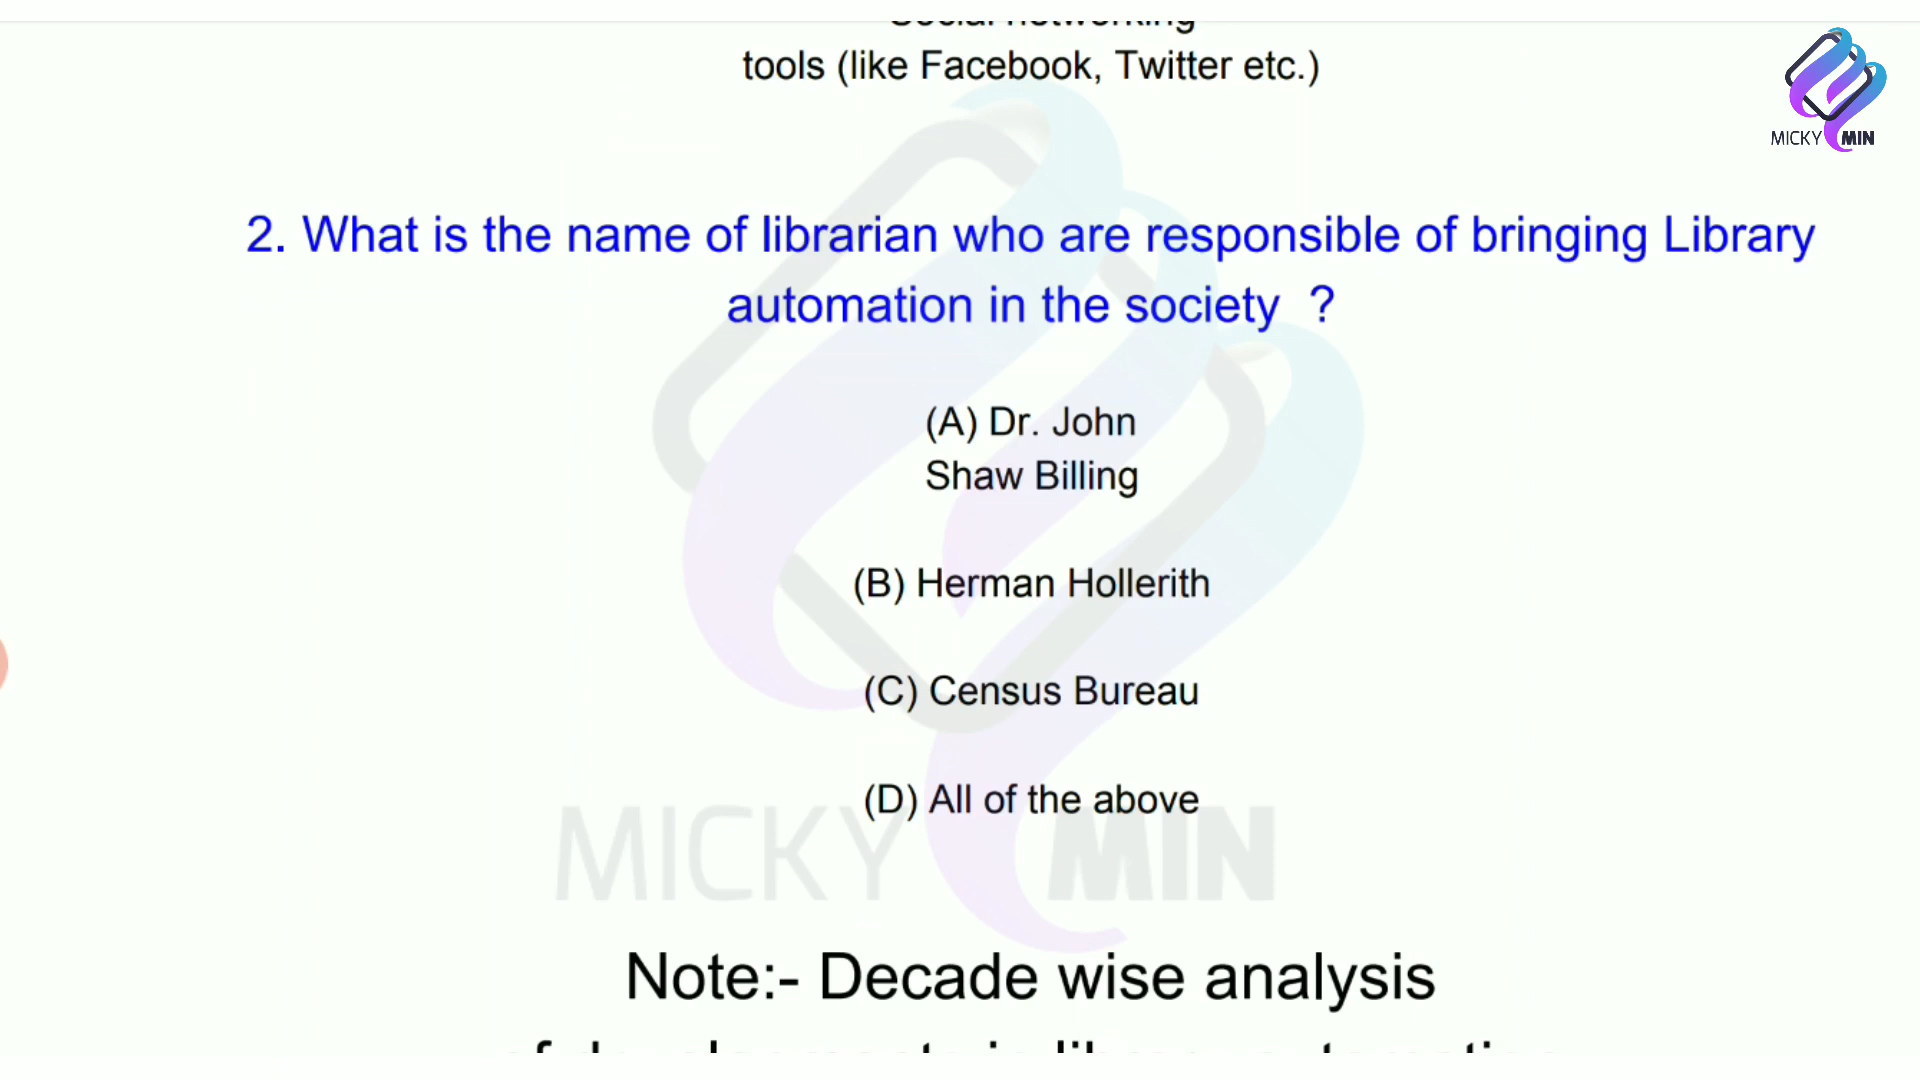 Social networking
tools (like Facebook, Twitter etc.)
MICKY MIN
2. What is the name of librarian who are responsible of bringing Library
automation in the society ?
(A) Dr. John
Shaw Billing
(B) Herman Hollerith
(C) Census Bureau
(D) All of the above
MICKY MIN
Note:- Decade wise analysis